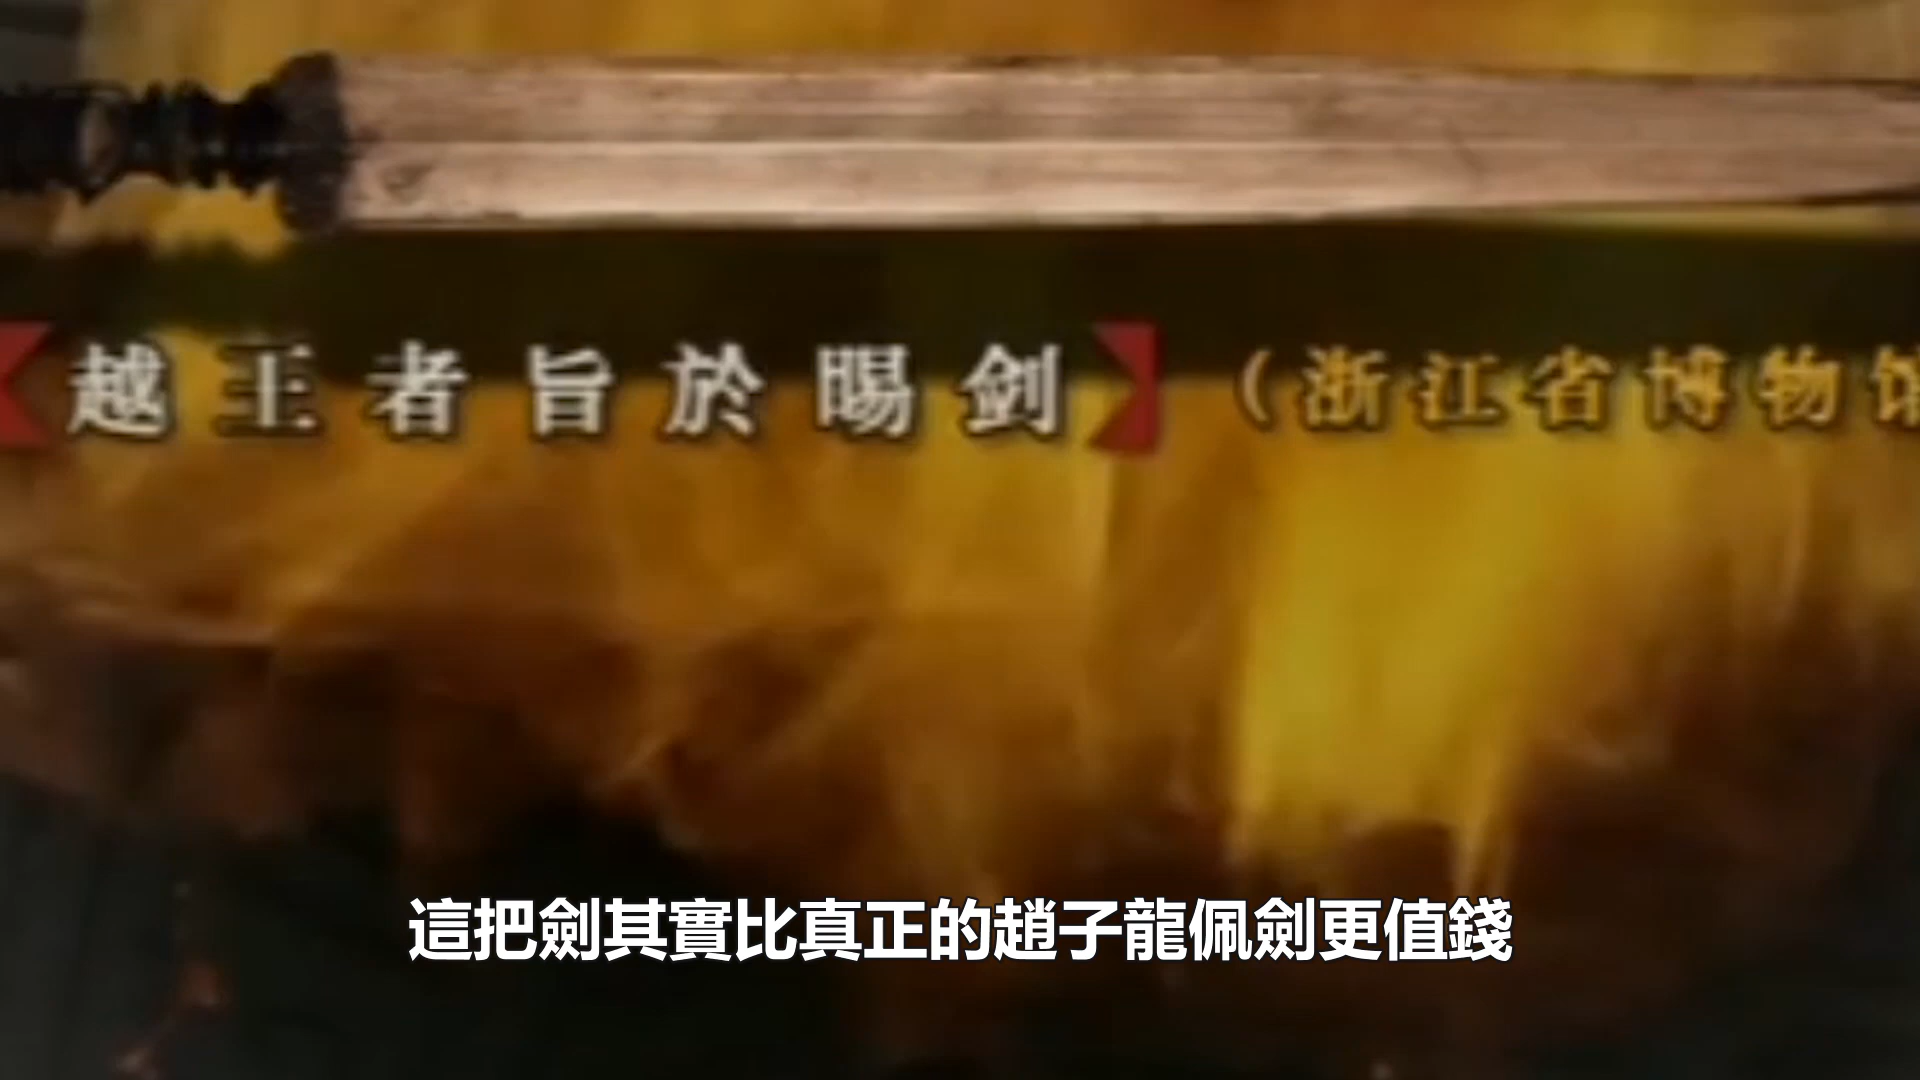 越王者旨於睗剑
（浙江省博物馆
這把劍其實比真正的趙子龍佩劍更值錢